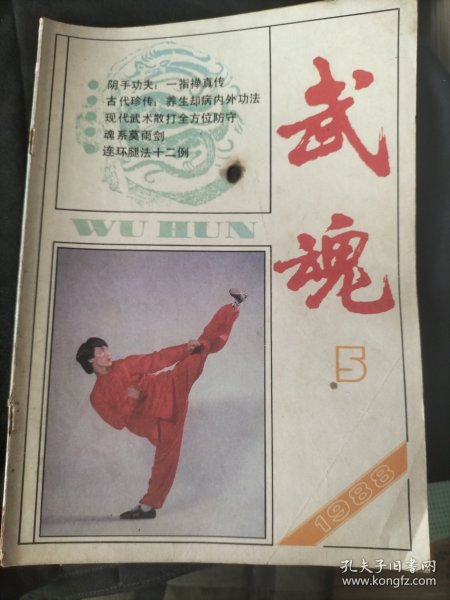 阴手功夫：一指禅真传
古代珍传：养生却病内外功法
现代武术散打全方位防守
魂系莫雨剑
连环腿法十二例
WU HUN
武
魂
5
1988
孔夫子旧书网
www.kongfz.com